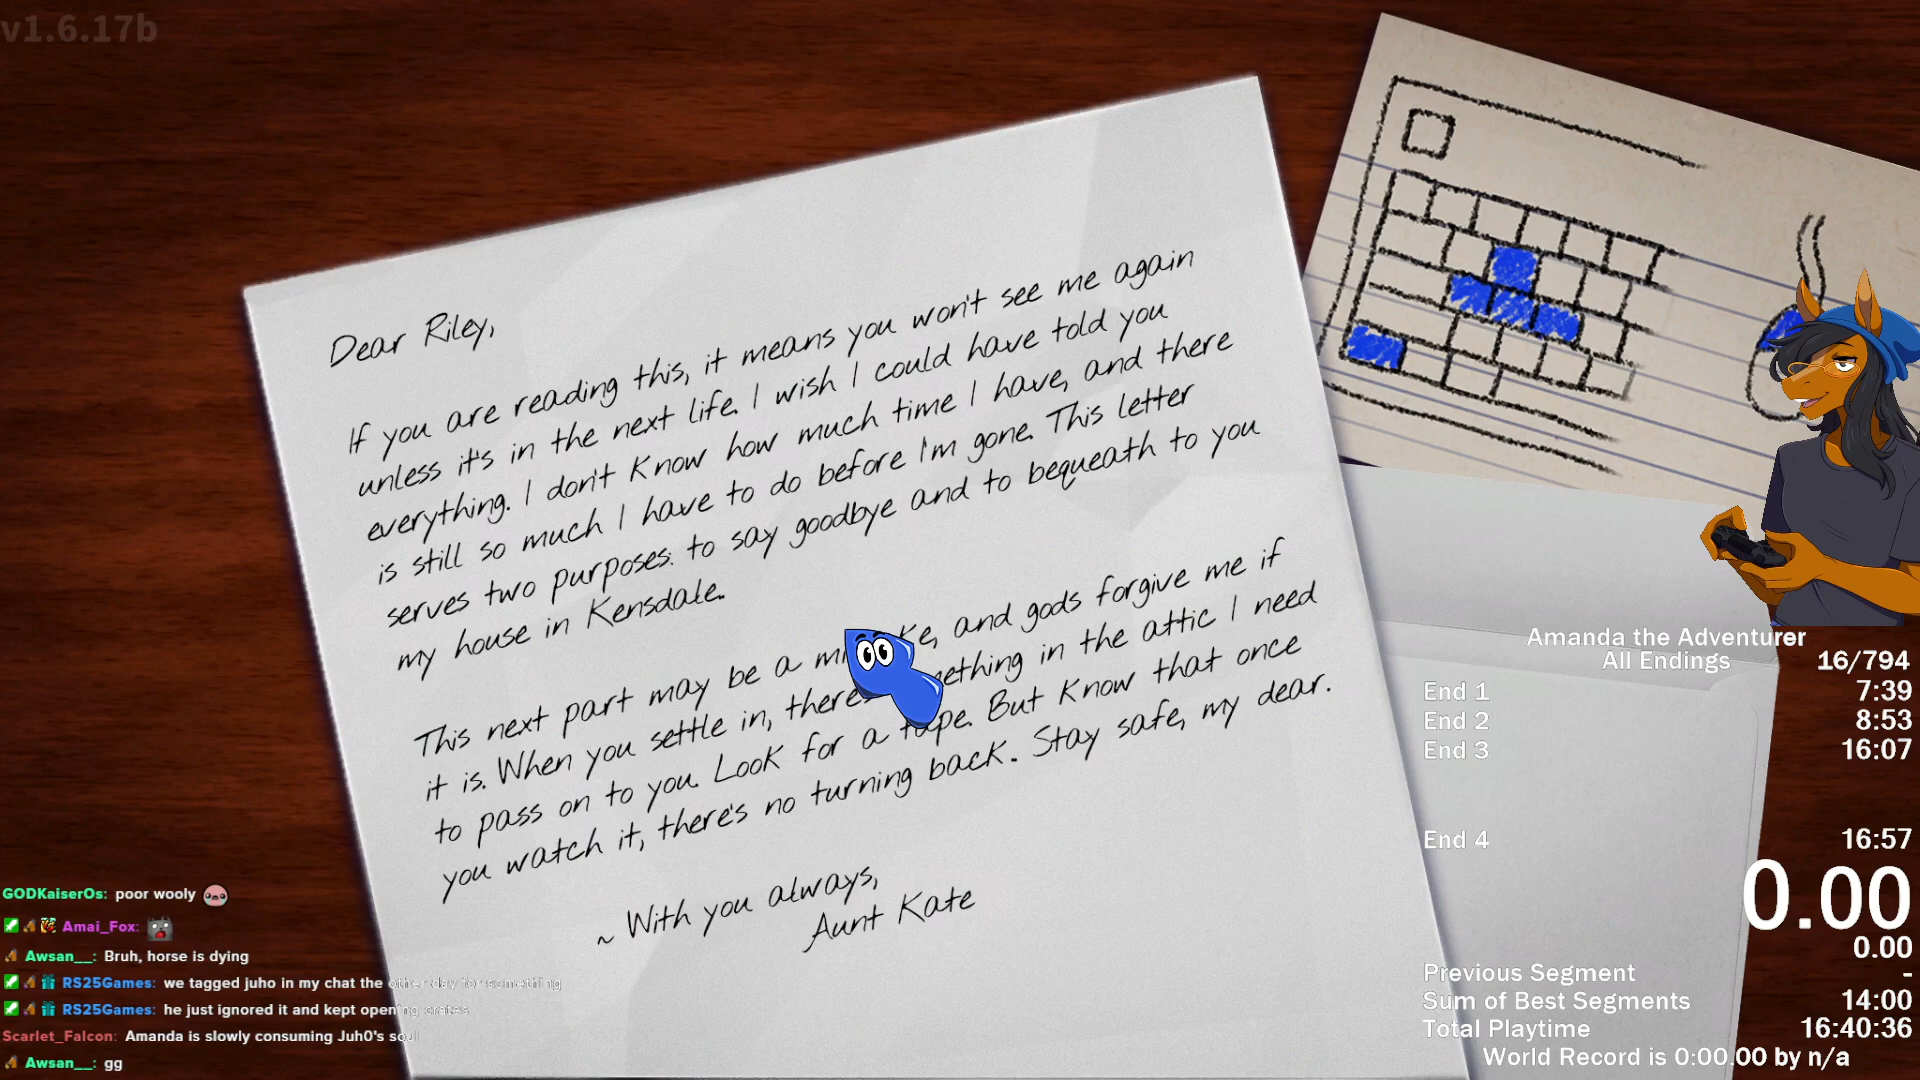 v1.6.17b
Dear Riley,
If you are reading this, it means you won't see me again
unless it's in the next life. I wish I could have told you
everything. I don't know how much time I have, and there
is still so much I have to do before I'm gone. This letter
serves two purposes: to say goodbye and to bequeath to you
my house in Kensdale.
This next part may be a mi ke, and gods forgive me if
it is. When you settle in, there's something in the attic I need
to pass on to you. Look for a tape. But know that once
you watch it, there's no turning back. Stay safe, my dear.
~ With you always,
Aunt Kate
GODKaiserOs: poor wooly
Amai_Fox:
Awsan__: Bruh, horse is dying
RS25Games: we tagged juho in my chat the other day for something
RS25Games: he just ignored it and kept opening crates
Scarlet_Falcon: Amanda is slowly consuming Juh0's soul
Awsan__: gg
Amanda the Adventurer
All Endings 16/794
End 1 7:39
End 2 8:53
End 3 16:07
End 4 16:57
0.00
0.00
Previous Segment -
Sum of Best Segments 14:00
Total Playtime 16:40:36
World Record is 0:00.00 by n/a